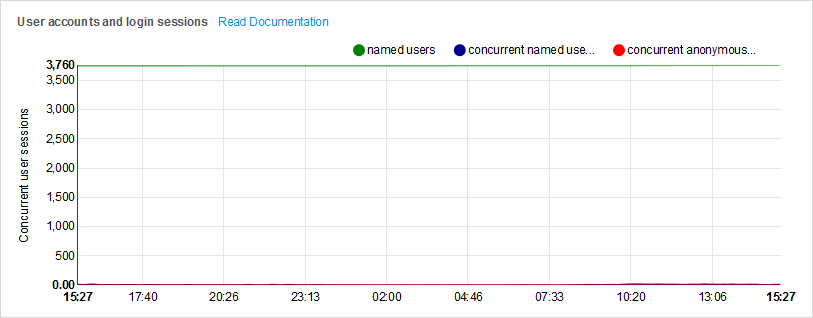 User accounts and login sessions Read Documentation
named users concurrent named use... concurrent anonymous...
3,760
3,500
3,000
2,500
2,000
1,500
1,000
500
0.00
Concurrent user sessions
15:27 17:40 20:26 23:13 02:00 04:46 07:33 10:20 13:06 15:27